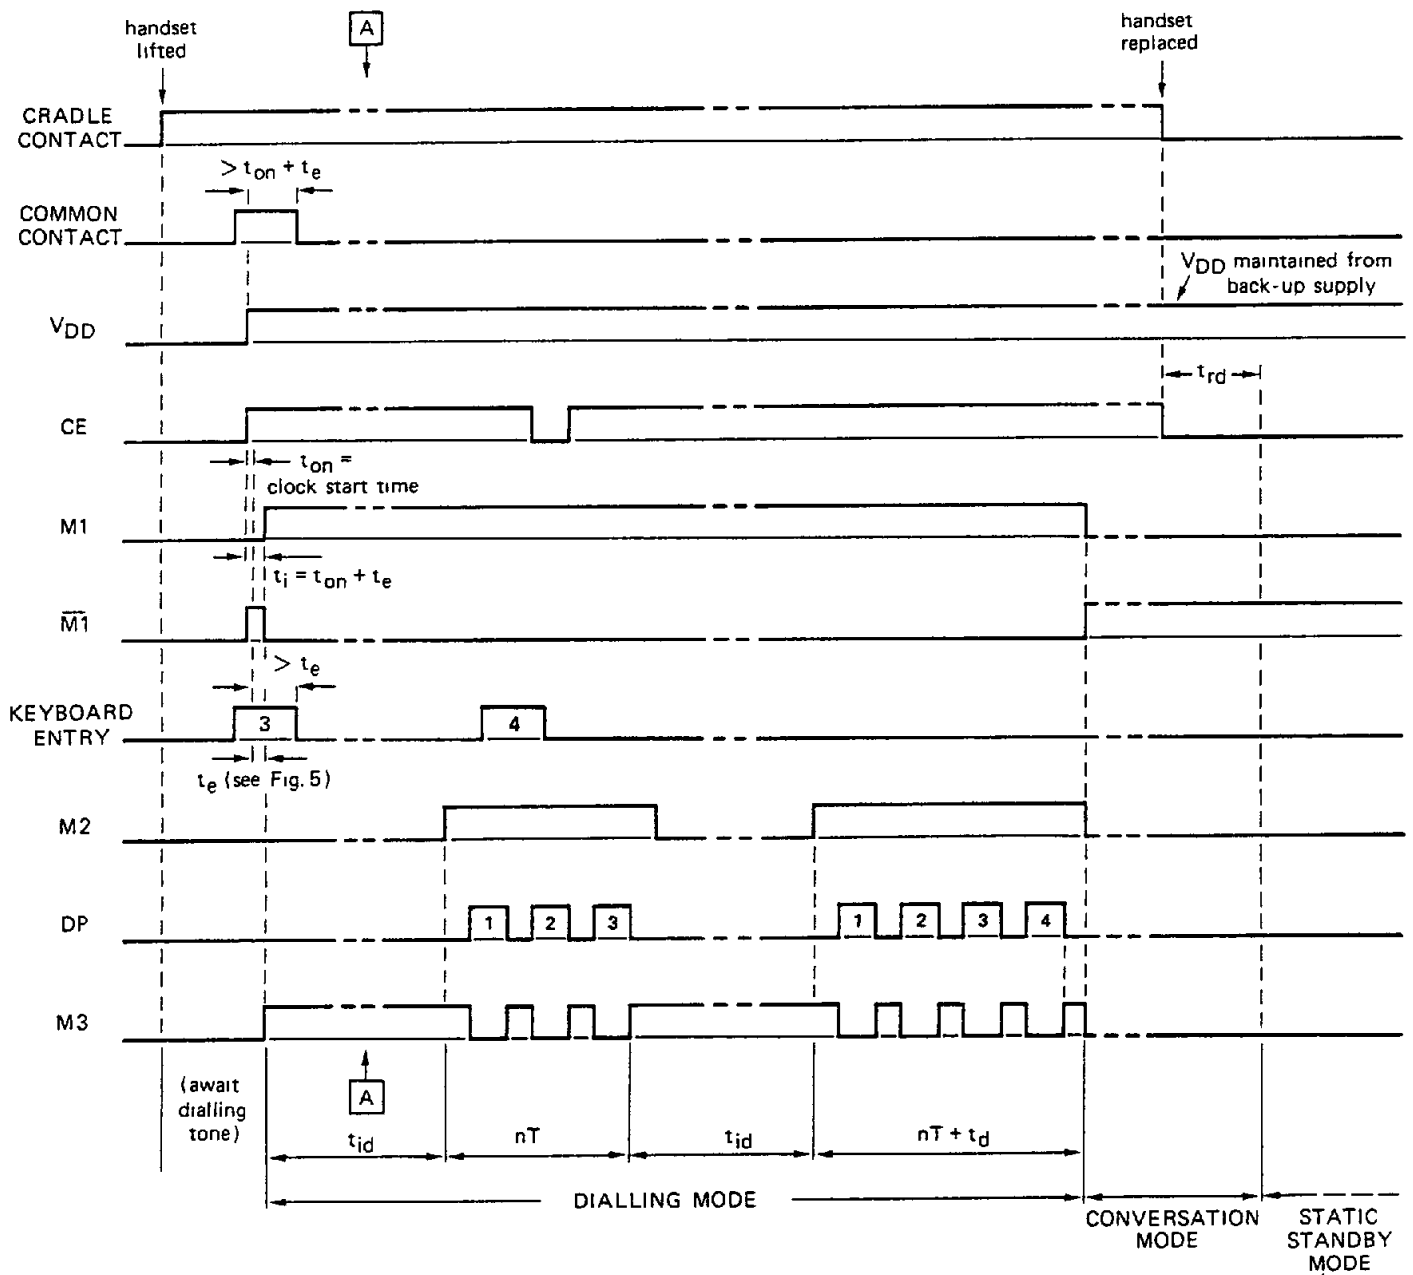 handset
lifted
A
handset
replaced
CRADLE
CONTACT
> ton + te
COMMON
CONTACT
VDD maintained from
back-up supply
VDD
trd
CE
ton =
clock start time
M1
ti = ton + te
M̅1̅
> te
KEYBOARD
ENTRY
3
4
te (see Fig. 5)
M2
DP
1 2 3
1 2 3 4
M3
(await
dialling
tone)
A
tid
nT
tid
nT + td
DIALLING MODE
CONVERSATION
MODE
STATIC
STANDBY
MODE